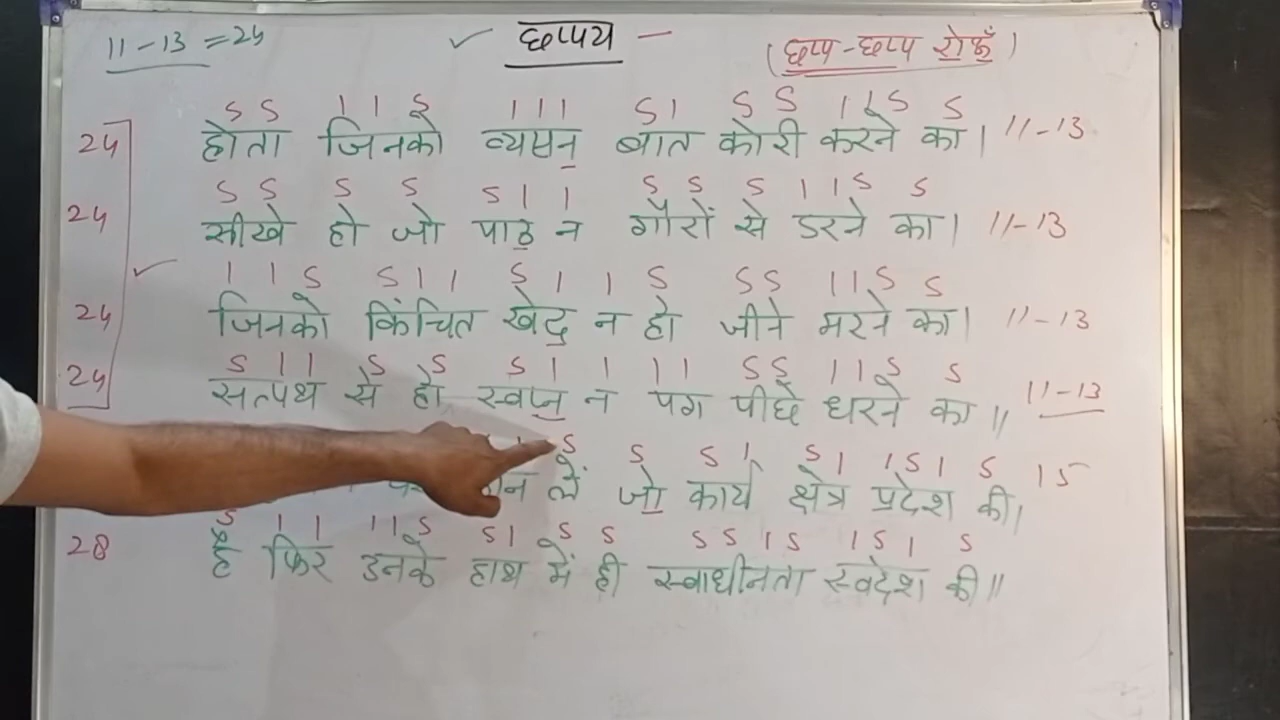 11-13 = 24 ✓ छप्पय – (छप्प-छप्प रोकूँ)
S S I I S I I I S I S S I I S S
24 होता जिनको व्यसन बात कोरी करने का। 11-13
S S S S S I I S S S I I S S
24 सीखे हो जो पाठ न गौरों से डरने का। 11-13
✓ I I S S I I S I I S S S I I S S
24 जिनको किंचित खेद न हो जीने मरने का। 11-13
S I I S S S I I I I S S I I S S
24 सत्पथ से हो स्वप्न न पग पीछे धरने का॥ 11-13
S S S I S I I S I S 15
लें जो कार्य क्षेत्र प्रदेश की।
S I I I I S S I S S S S I S I S I S
28 है फिर उनके हाथ में ही स्वाधीनता स्वदेश की॥